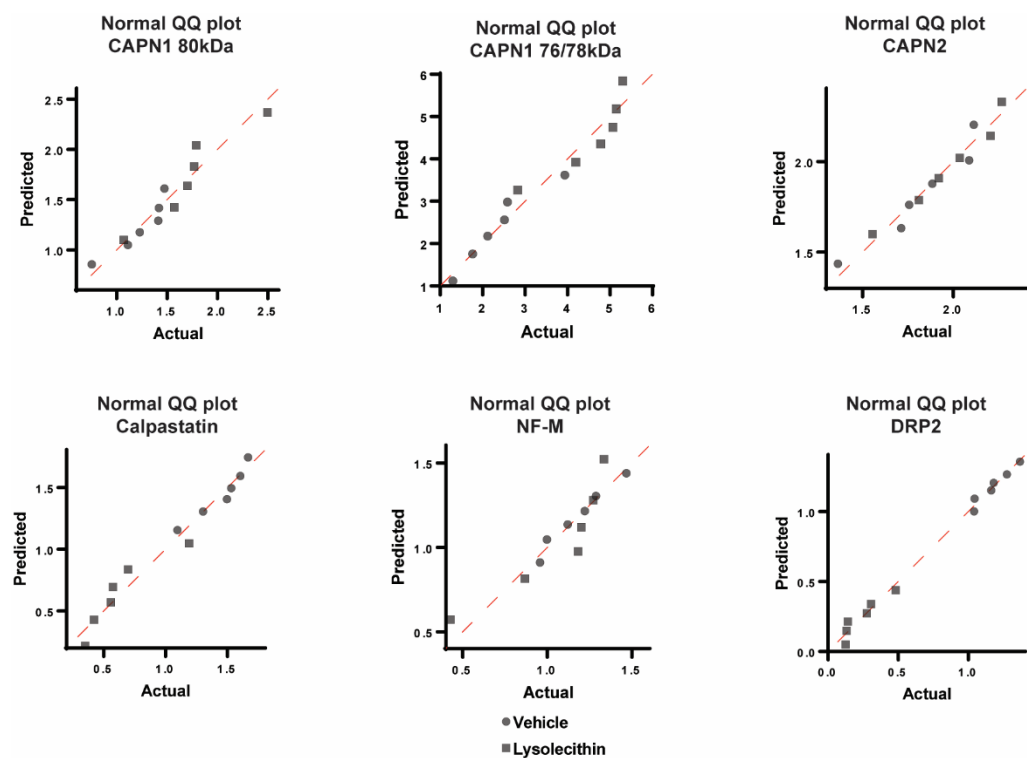 Normal QQ plot
CAPN1 80kDa
2.5
2.0
1.5
1.0
Predicted
1.0 1.5 2.0 2.5
Actual
Normal QQ plot
CAPN1 76/78kDa
6
5
4
3
2
1
Predicted
1 2 3 4 5 6
Actual
Normal QQ plot
CAPN2
2.0
1.5
Predicted
1.5 2.0
Actual
Normal QQ plot
Calpastatin
1.5
1.0
0.5
Predicted
0.5 1.0 1.5
Actual
Normal QQ plot
NF-M
1.5
1.0
0.5
Predicted
0.5 1.0 1.5
Actual
Normal QQ plot
DRP2
1.0
0.5
0.0
Predicted
0.0 0.5 1.0
Actual
Vehicle
Lysolecithin